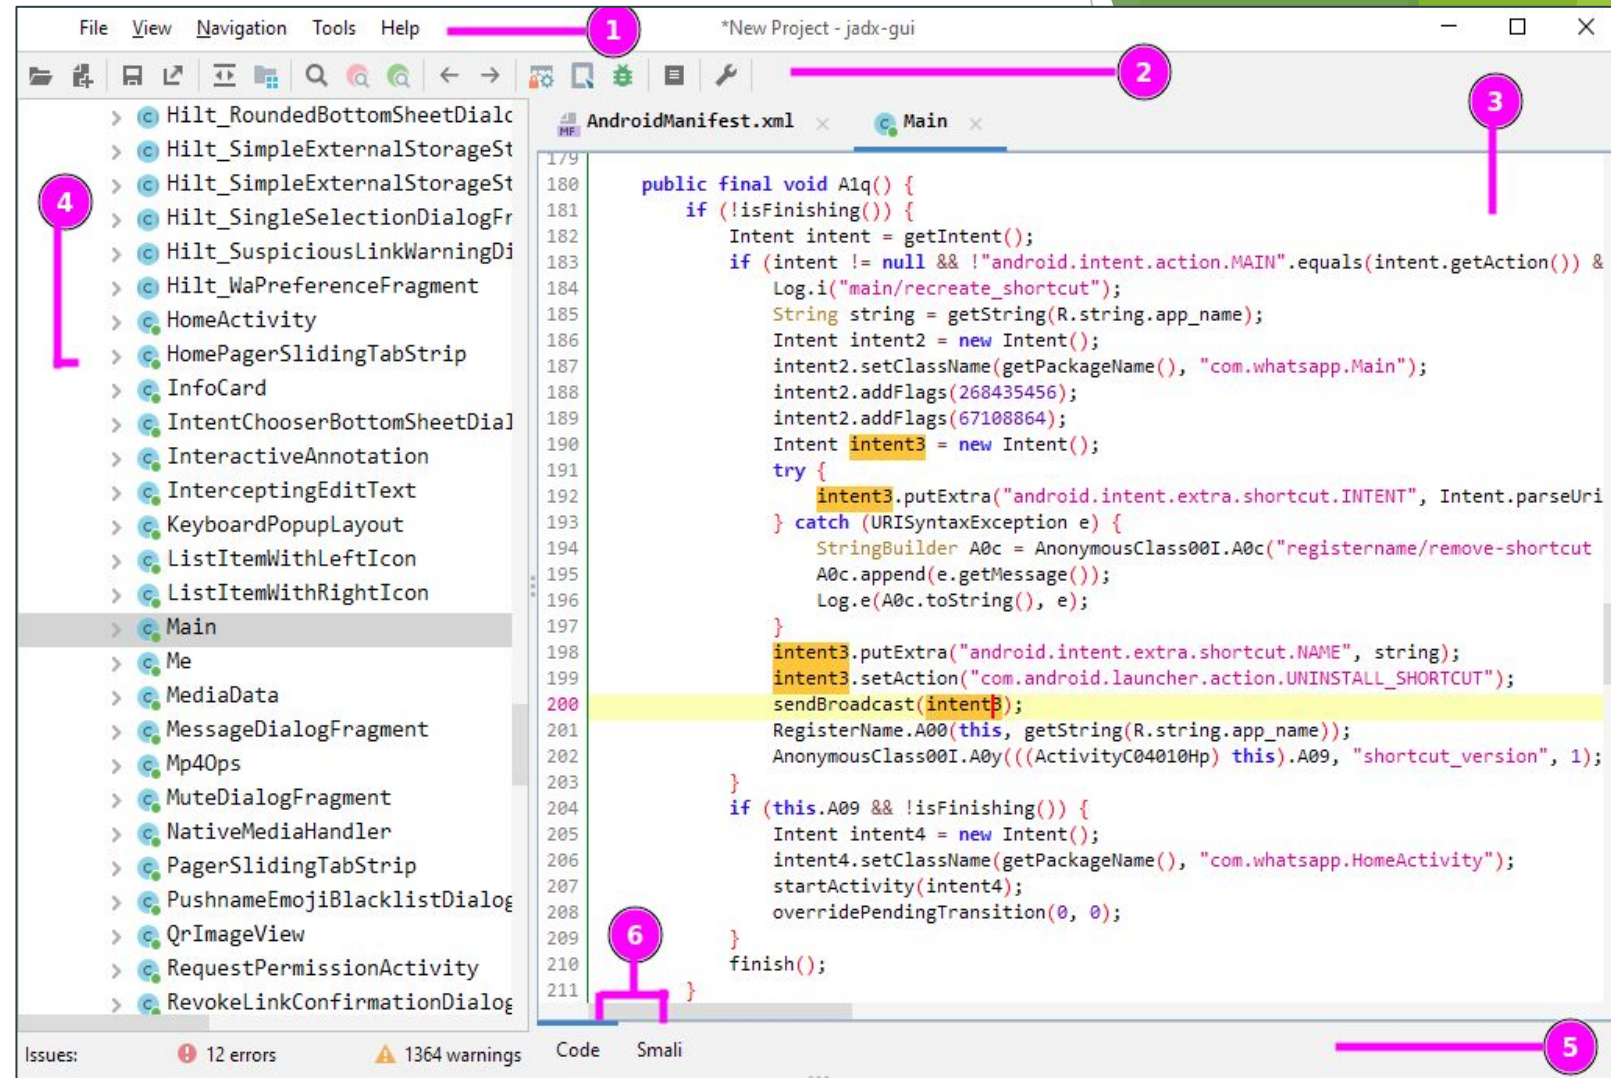 File View Navigation Tools Help 1 *New Project - jadx-gui
2
3
4
Hilt_RoundedBottomSheetDialc
Hilt_SimpleExternalStorageSt
Hilt_SimpleExternalStorageSt
Hilt_SingleSelectionDialogFr
Hilt_SuspiciousLinkWarningDi
Hilt_WaPreferenceFragment
HomeActivity
HomePagerSlidingTabStrip
InfoCard
IntentChooserBottomSheetDial
InteractiveAnnotation
InterceptingEditText
KeyboardPopupLayout
ListItemWithLeftIcon
ListItemWithRightIcon
Main
Me
MediaData
MessageDialogFragment
Mp4Ops
MuteDialogFragment
NativeMediaHandler
PagerSlidingTabStrip
PushnameEmojiBlacklistDialog
QrImageView
RequestPermissionActivity
RevokeLinkConfirmationDialog
MF AndroidManifest.xml × Main ×
179
180 public final void A1q() {
181 if (!isFinishing()) {
182 Intent intent = getIntent();
183 if (intent != null && !"android.intent.action.MAIN".equals(intent.getAction()) &
184 Log.i("main/recreate_shortcut");
185 String string = getString(R.string.app_name);
186 Intent intent2 = new Intent();
187 intent2.setClassName(getPackageName(), "com.whatsapp.Main");
188 intent2.addFlags(268435456);
189 intent2.addFlags(67108864);
190 Intent intent3 = new Intent();
191 try {
192 intent3.putExtra("android.intent.extra.shortcut.INTENT", Intent.parseUri
193 } catch (URISyntaxException e) {
194 StringBuilder A0c = AnonymousClass00I.A0c("registername/remove-shortcut
195 A0c.append(e.getMessage());
196 Log.e(A0c.toString(), e);
197 }
198 intent3.putExtra("android.intent.extra.shortcut.NAME", string);
199 intent3.setAction("com.android.launcher.action.UNINSTALL_SHORTCUT");
200 sendBroadcast(intent3);
201 RegisterName.A00(this, getString(R.string.app_name));
202 AnonymousClass00I.A0y(((ActivityC04010Hp) this).A09, "shortcut_version", 1);
203 }
204 if (this.A09 && !isFinishing()) {
205 Intent intent4 = new Intent();
206 intent4.setClassName(getPackageName(), "com.whatsapp.HomeActivity");
207 startActivity(intent4);
208 overridePendingTransition(0, 0);
209 }
210 finish();
211 }
6
Issues: 12 errors 1364 warnings Code Smali 5